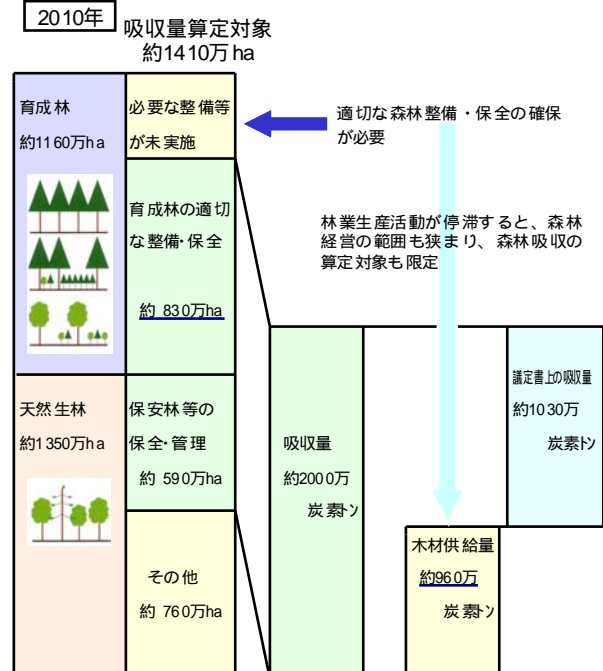 2010年
吸収量算定対象
約1410万ha
育成林
約1160万ha
必要な整備等
が未実施
適切な森林整備・保全の確保
が必要
育成林の適切
な整備・保全
約 830万ha
林業生産活動が停滞すると、森林
経営の範囲も狭まり、森林吸収の
算定対象も限定
天然生林
約1350万ha
保安林等の
保全・管理
約 590万ha
その他
約 760万ha
吸収量
約2000万
炭素トン
議定書上の吸収量
約1030万
炭素トン
木材供給量
約960万
炭素トン